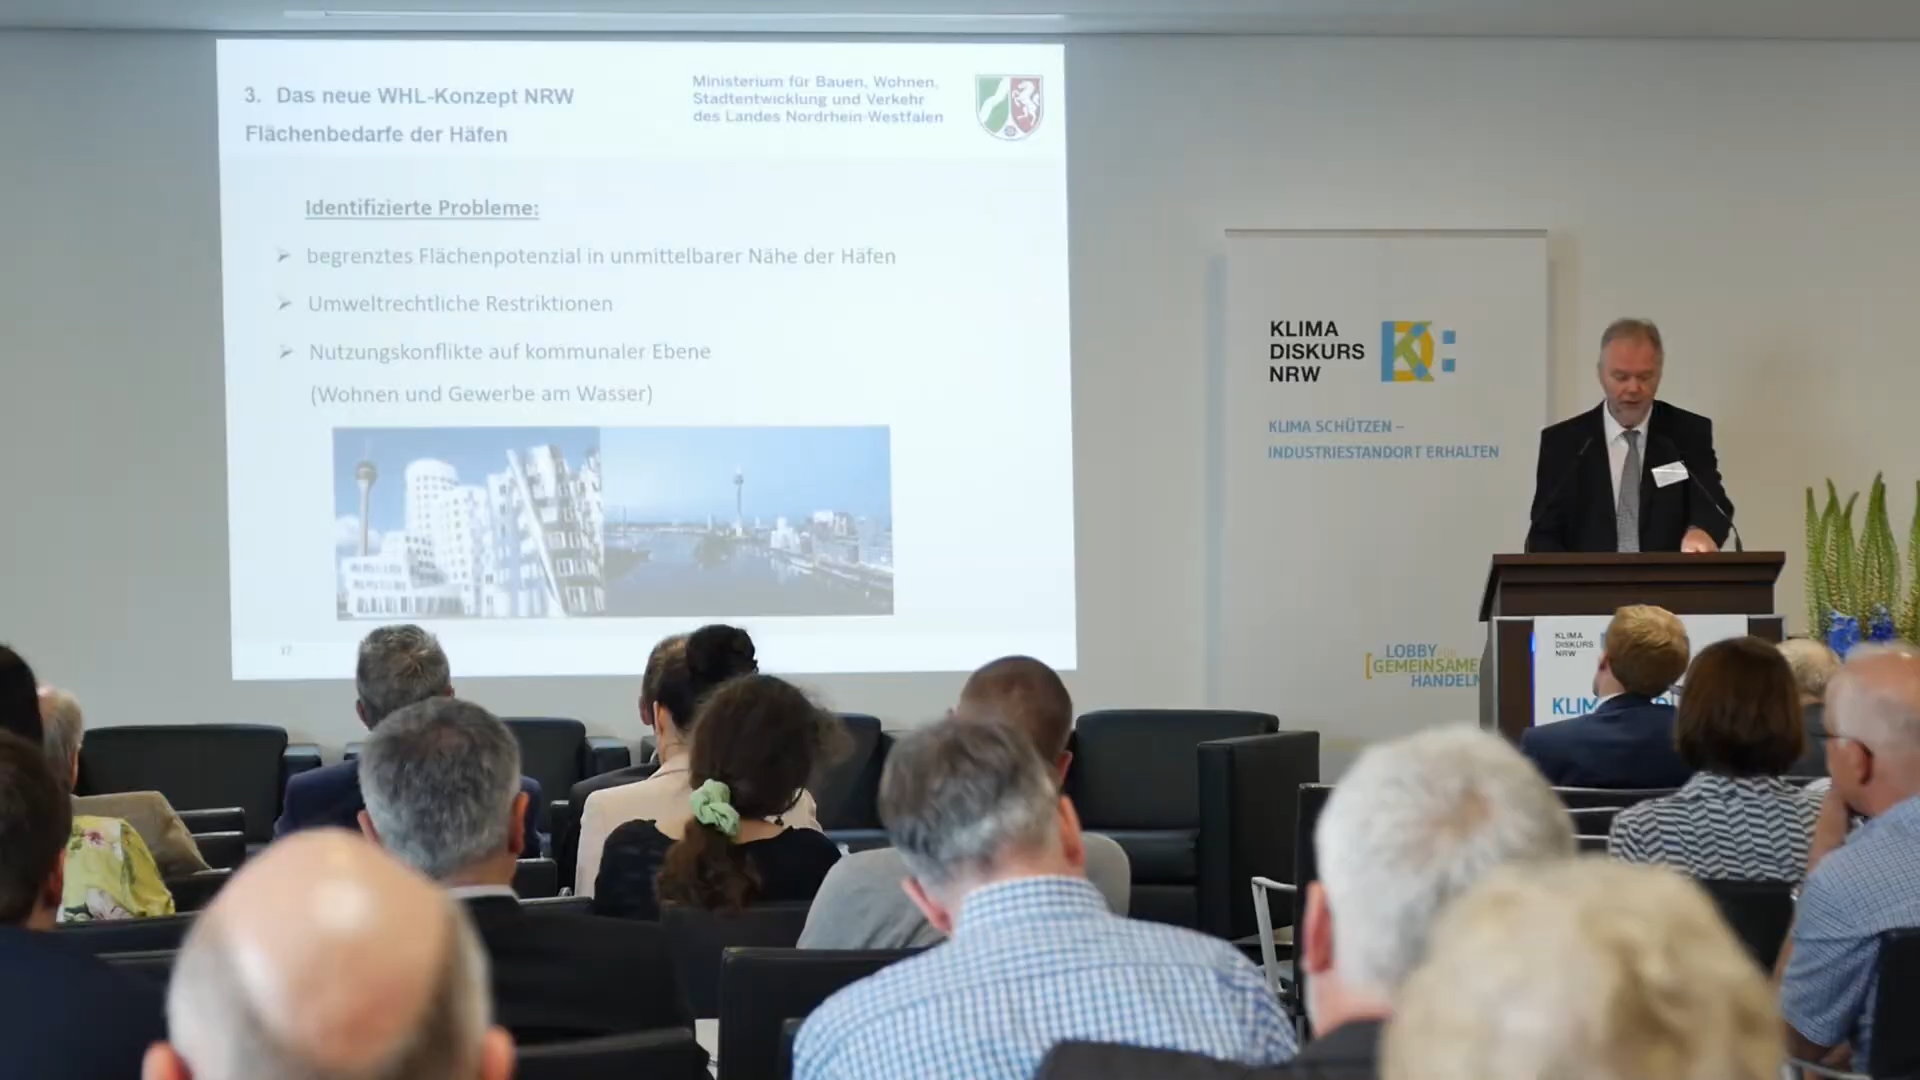 3. Das neue WHL-Konzept NRW
Flächenbedarfe der Häfen
Ministerium für Bauen, Wohnen,
Stadtentwicklung und Verkehr
des Landes Nordrhein-Westfalen
Identifizierte Probleme:
begrenztes Flächenpotenzial in unmittelbarer Nähe der Häfen
Umweltrechtliche Restriktionen
Nutzungskonflikte auf kommunaler Ebene
(Wohnen und Gewerbe am Wasser)
17
KLIMA
DISKURS
NRW
KLIMA SCHÜTZEN –
INDUSTRIESTANDORT ERHALTEN
LOBBY FÜR
[GEMEINSAME
HANDELN
KLIMA
DISKURS
NRW